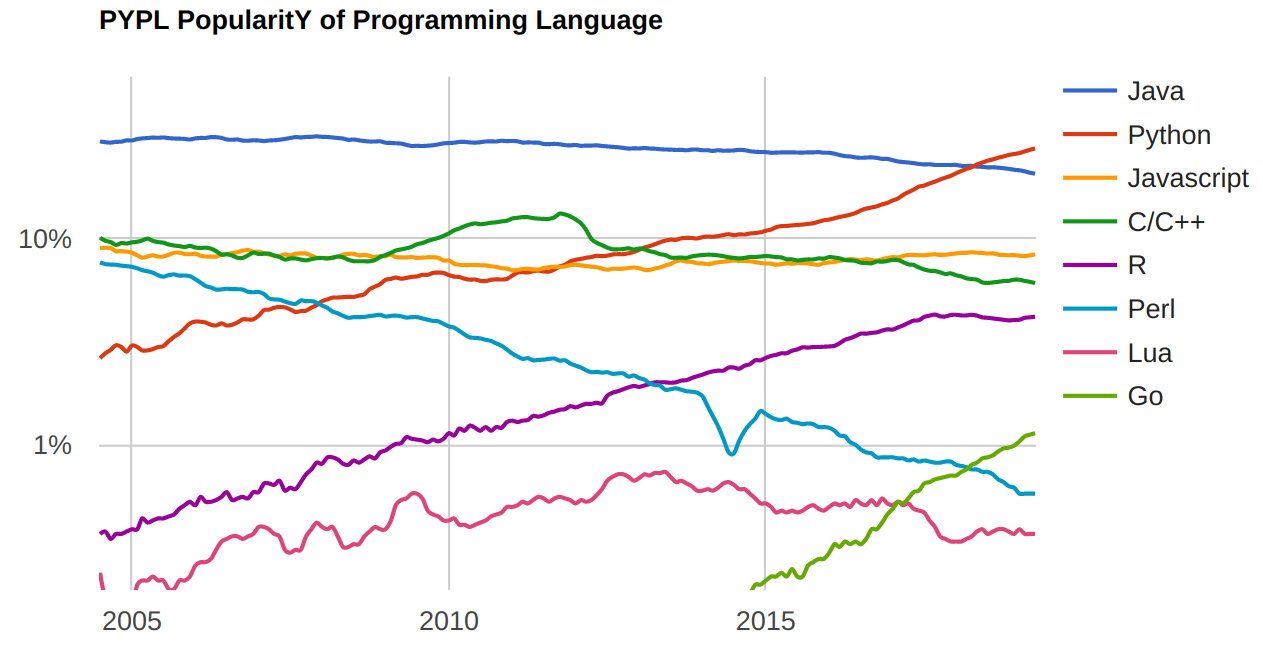 PYPL PopularitY of Programming Language
Java
Python
Javascript
C/C++
R
Perl
Lua
Go
10%
1%
2005
2010
2015